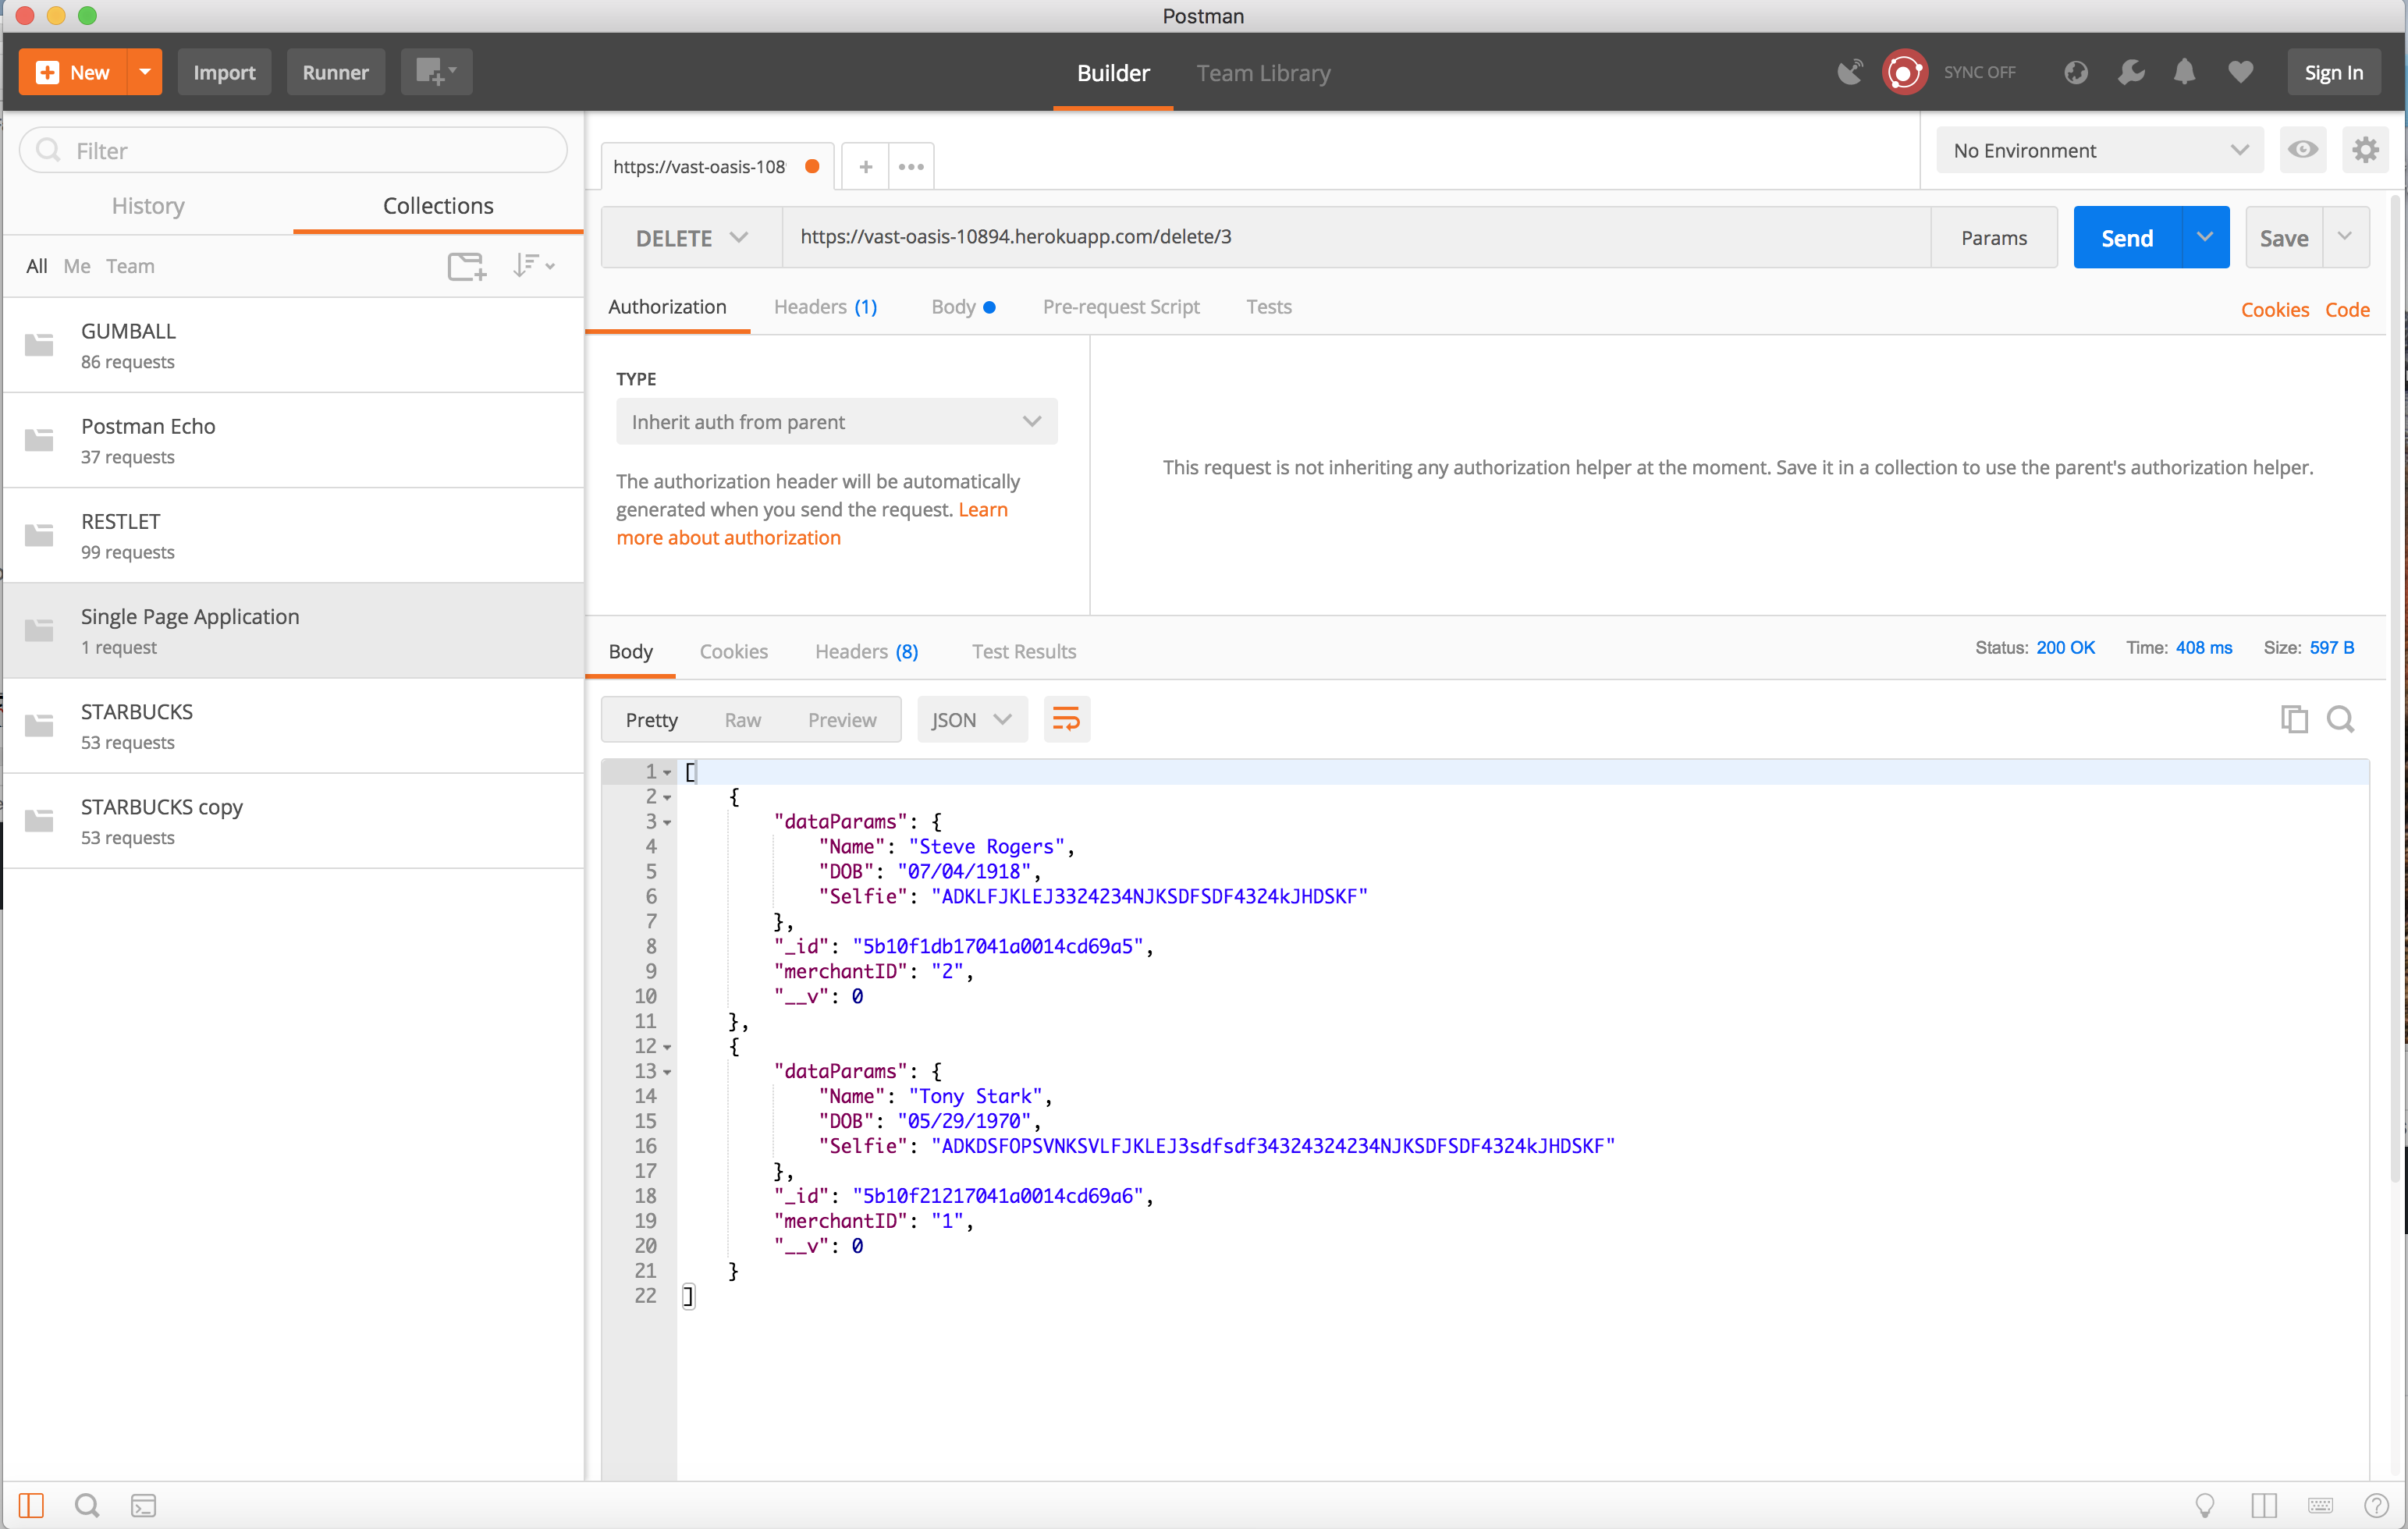 Postman
New
Import
Runner
Builder
Team Library
SYNC OFF
Sign In
Filter
History
Collections
All Me Team
GUMBALL
86 requests
Postman Echo
37 requests
RESTLET
99 requests
Single Page Application
1 request
STARBUCKS
53 requests
STARBUCKS copy
53 requests
https://vast-oasis-108
No Environment
DELETE
https://vast-oasis-10894.herokuapp.com/delete/3
Params
Send
Save
Authorization
Headers (1)
Body
Pre-request Script
Tests
Cookies
Code
TYPE
Inherit auth from parent
The authorization header will be automatically
generated when you send the request. Learn
more about authorization
This request is not inheriting any authorization helper at the moment. Save it in a collection to use the parent's authorization helper.
Body
Cookies
Headers (8)
Test Results
Status: 200 OK
Time: 408 ms
Size: 597 B
Pretty
Raw
Preview
JSON
1 [
2 {
3 "dataParams": {
4 "Name": "Steve Rogers",
5 "DOB": "07/04/1918",
6 "Selfie": "ADKLFJKLEJ3324234NJKSDFSDF4324kJHDSKF"
7 },
8 "_id": "5b10f1db17041a0014cd69a5",
9 "merchantID": "2",
10 "__v": 0
11 },
12 {
13 "dataParams": {
14 "Name": "Tony Stark",
15 "DOB": "05/29/1970",
16 "Selfie": "ADKDSFOPSVNKSVLFJKLEJ3sdfsdf34324324234NJKSDFSDF4324kJHDSKF"
17 },
18 "_id": "5b10f21217041a0014cd69a6",
19 "merchantID": "1",
20 "__v": 0
21 }
22 ]